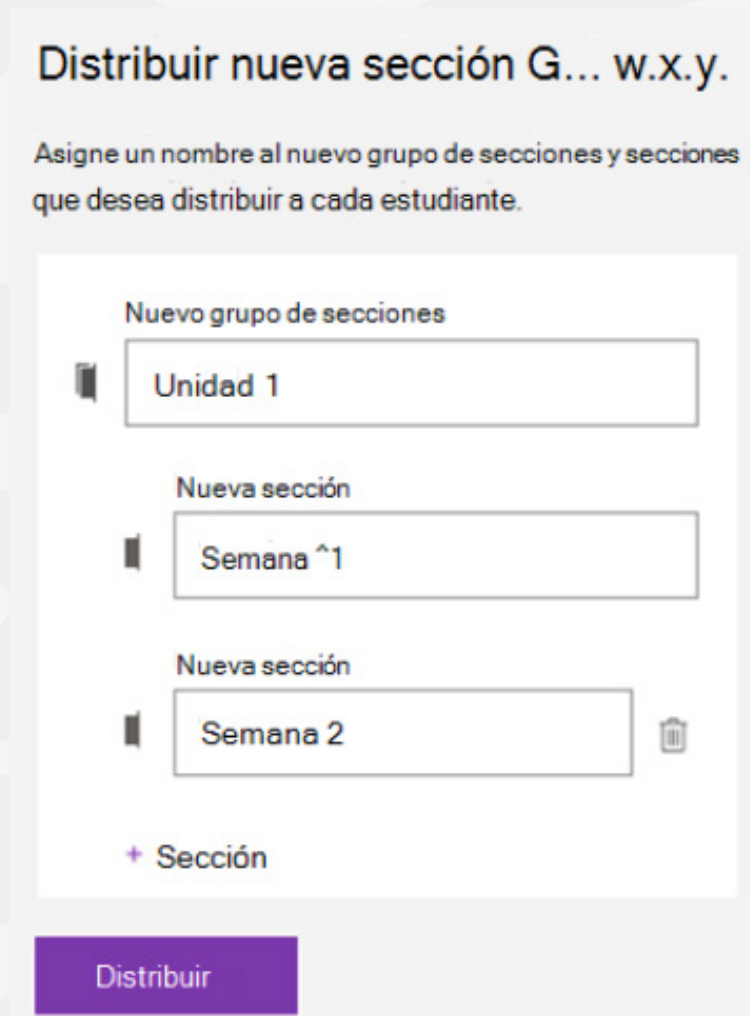 Distribuir nueva sección G... w.x.y.
Asigne un nombre al nuevo grupo de secciones y secciones
que desea distribuir a cada estudiante.
Nuevo grupo de secciones
Unidad 1
Nueva sección
Semana ^1
Nueva sección
Semana 2
+ Sección
Distribuir